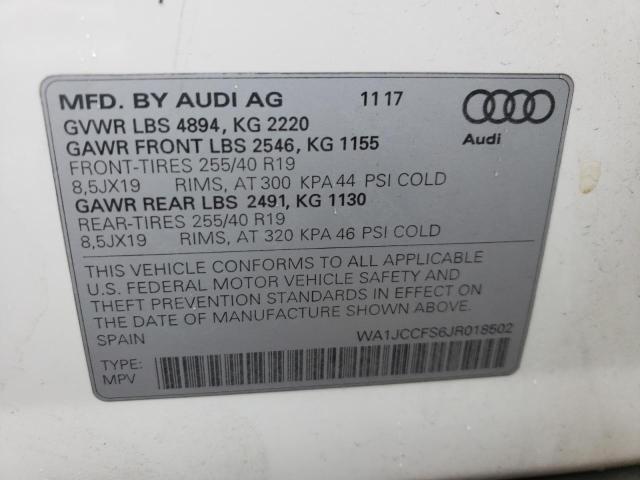 MFD. BY AUDI AG 11 17
GVWR LBS 4894, KG 2220
GAWR FRONT LBS 2546, KG 1155
FRONT-TIRES 255/40 R19
8,5JX19 RIMS, AT 300 KPA 44 PSI COLD
GAWR REAR LBS 2491, KG 1130
REAR-TIRES 255/40 R19
8,5JX19 RIMS, AT 320 KPA 46 PSI COLD
Audi
THIS VEHICLE CONFORMS TO ALL APPLICABLE
U.S. FEDERAL MOTOR VEHICLE SAFETY AND
THEFT PREVENTION STANDARDS IN EFFECT ON
THE DATE OF MANUFACTURE SHOWN ABOVE.
SPAIN WA1JCCFS6JR018502
TYPE:
MPV